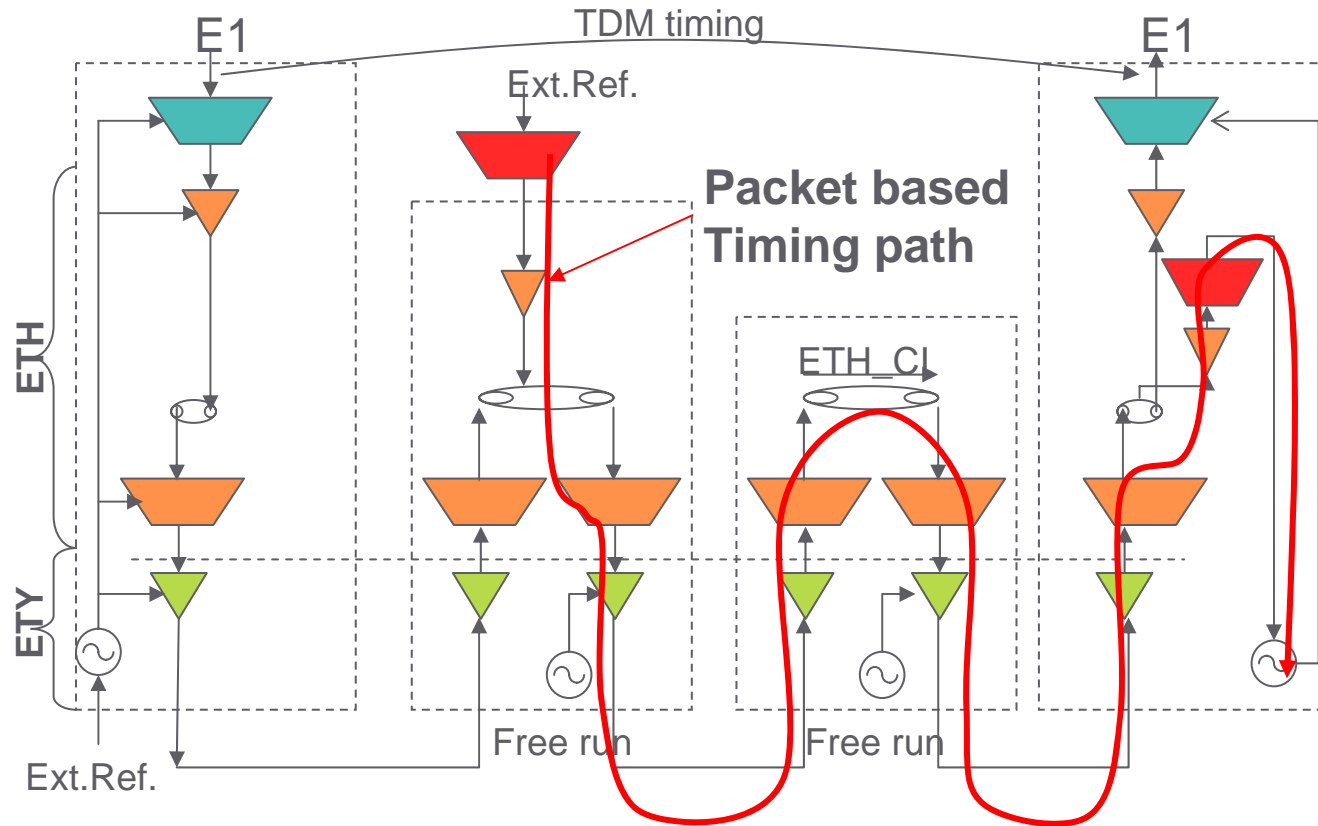 TDM timing
E1
E1
Ext.Ref.
Packet based
Timing path
ETH
ETH_CI
ETY
Free run
Free run
Ext.Ref.